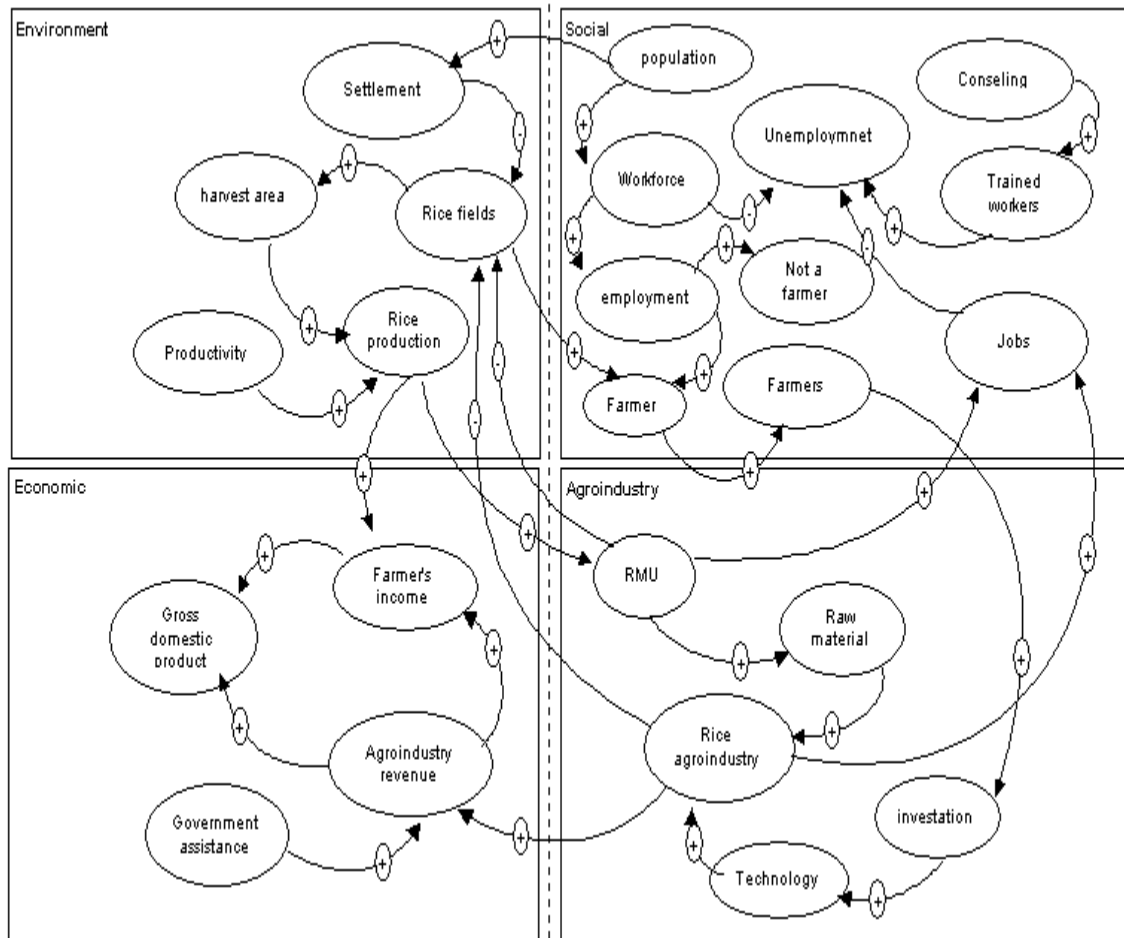 Environment
Settlement
harvest area
Rice fields
Productivity
Rice
production
+
-
+
+
+
Social
population
Conseling
Unemploymnet
Workforce
Trained
workers
employment
Not a
farmer
Jobs
Farmer
Farmers
+
+
-
+
+
+
-
+
+
+
+
Economic
Farmer's
income
Gross
domestic
product
Agroindustry
revenue
Government
assistance
+
+
+
+
+
Agroindustry
RMU
Raw
material
Rice
agroindustry
investation
Technology
-
-
+
+
+
+
+
+
+
+
+